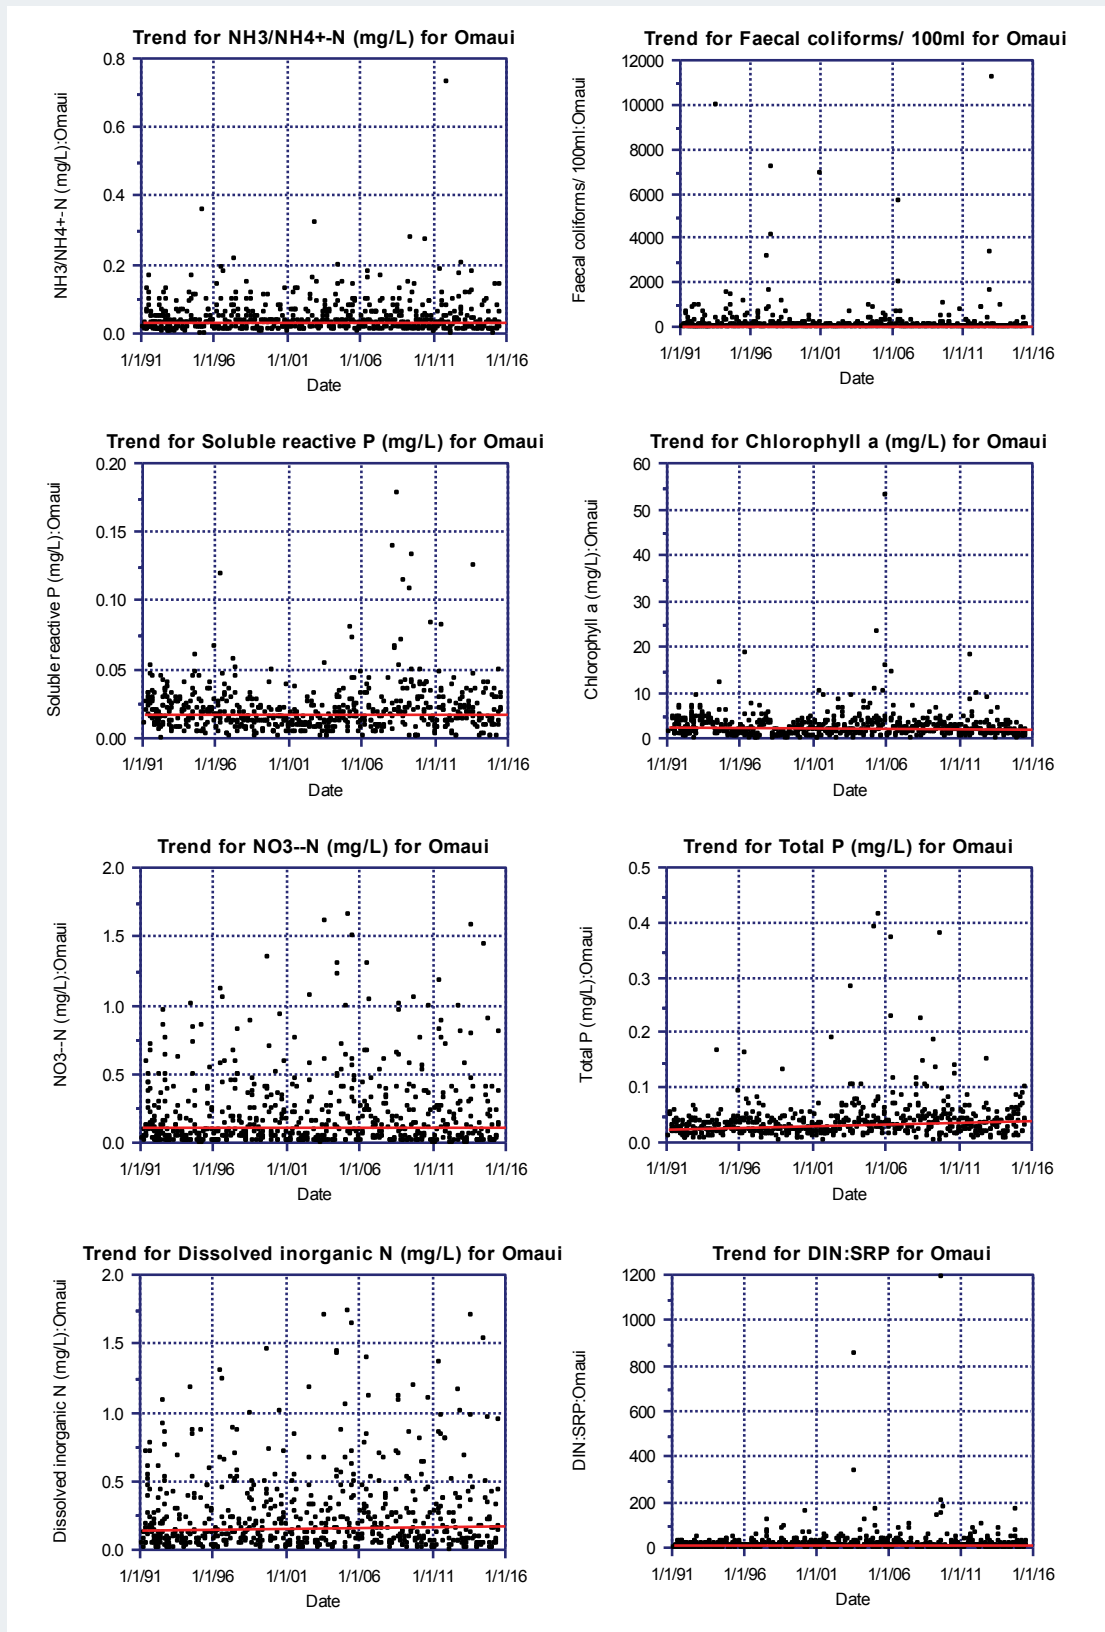 Trend for NH3/NH4+-N (mg/L) for Omaui
NH3/NH4+-N (mg/L):Omaui
0.8
0.6
0.4
0.2
0.0
1/1/91 1/1/96 1/1/01 1/1/06 1/1/11 1/1/16
Date
Trend for Faecal coliforms/ 100ml for Omaui
Faecal coliforms/ 100ml:Omaui
12000
10000
8000
6000
4000
2000
0
1/1/91 1/1/96 1/1/01 1/1/06 1/1/11 1/1/16
Date
Trend for Soluble reactive P (mg/L) for Omaui
Soluble reactive P (mg/L):Omaui
0.20
0.15
0.10
0.05
0.00
1/1/91 1/1/96 1/1/01 1/1/06 1/1/11 1/1/16
Date
Trend for Chlorophyll a (mg/L) for Omaui
Chlorophyll a (mg/L):Omaui
60
50
40
30
20
10
0
1/1/91 1/1/96 1/1/01 1/1/06 1/1/11 1/1/16
Date
Trend for NO3--N (mg/L) for Omaui
NO3--N (mg/L):Omaui
2.0
1.5
1.0
0.5
0.0
1/1/91 1/1/96 1/1/01 1/1/06 1/1/11 1/1/16
Date
Trend for Total P (mg/L) for Omaui
Total P (mg/L):Omaui
0.5
0.4
0.3
0.2
0.1
0.0
1/1/91 1/1/96 1/1/01 1/1/06 1/1/11 1/1/16
Date
Trend for Dissolved inorganic N (mg/L) for Omaui
Dissolved inorganic N (mg/L):Omaui
2.0
1.5
1.0
0.5
0.0
1/1/91 1/1/96 1/1/01 1/1/06 1/1/11 1/1/16
Date
Trend for DIN:SRP for Omaui
DIN:SRP:Omaui
1200
1000
800
600
400
200
0
1/1/91 1/1/96 1/1/01 1/1/06 1/1/11 1/1/16
Date